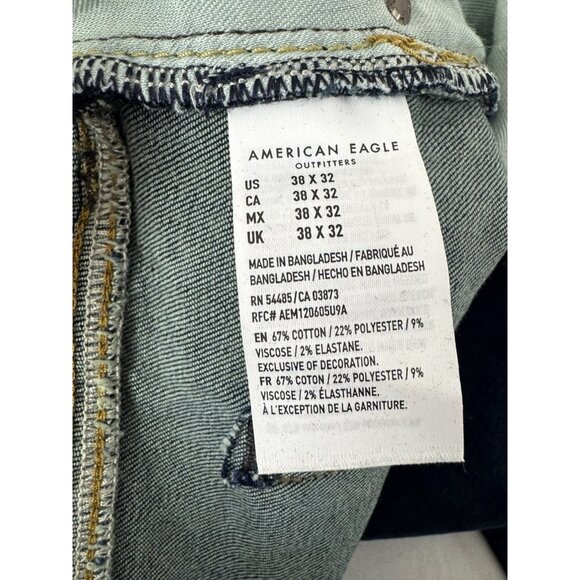 AMERICAN EAGLE
OUTFITTERS
US 38 X 32
CA 38 X 32
MX 38 X 32
UK 38 X 32
MADE IN BANGLADESH / FABRIQUÉ AU
BANGLADESH / HECHO EN BANGLADESH
RN 54485/CA 03873
RFC# AEM120605U9A
EN 67% COTTON / 22% POLYESTER / 9%
VISCOSE / 2% ELASTANE.
EXCLUSIVE OF DECORATION.
FR 67% COTON / 22% POLYESTER / 9%
VISCOSE / 2% ÉLASTHANNE.
À L'EXCEPTION DE LA GARNITURE.